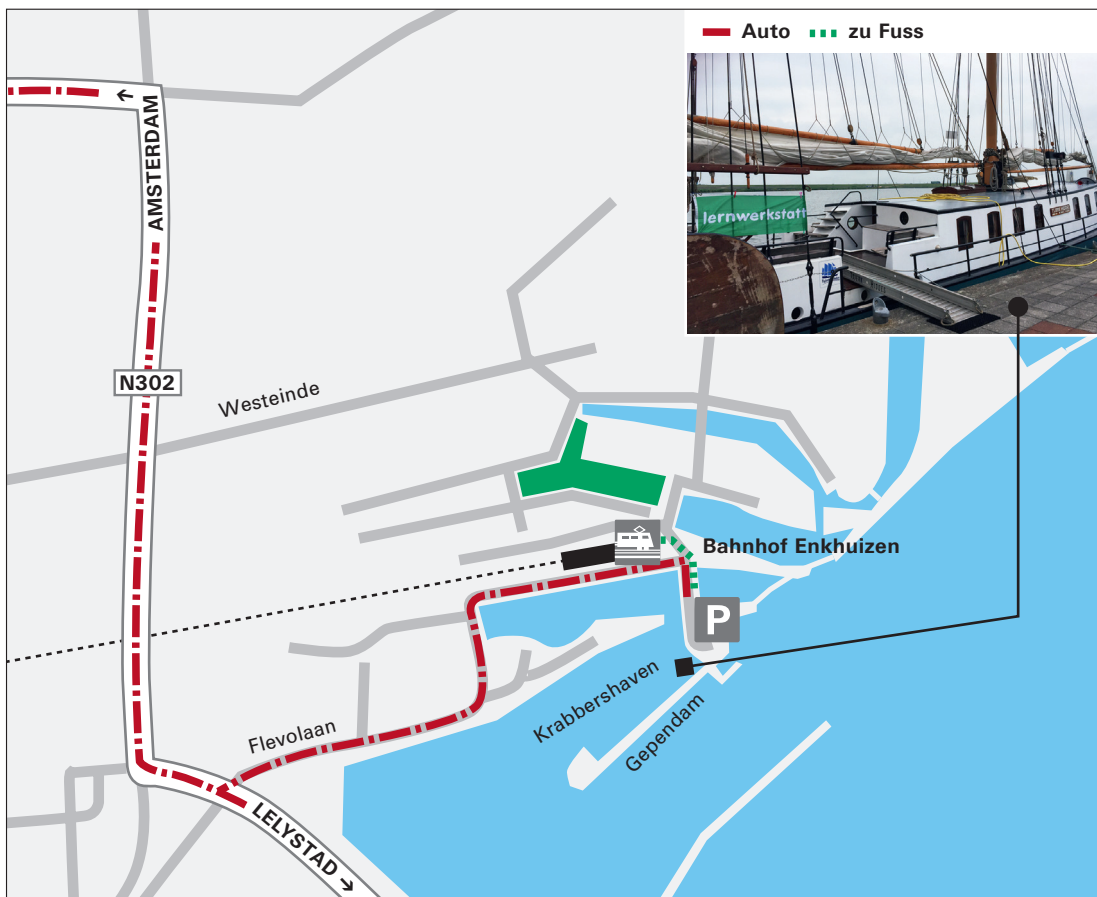 Auto zu Fuss
lernwerkstatt
← AMSTERDAM
N302
Westeinde
Bahnhof Enkhuizen
P
Krabbershaven
Gependam
Flevolaan
LELYSTAD →